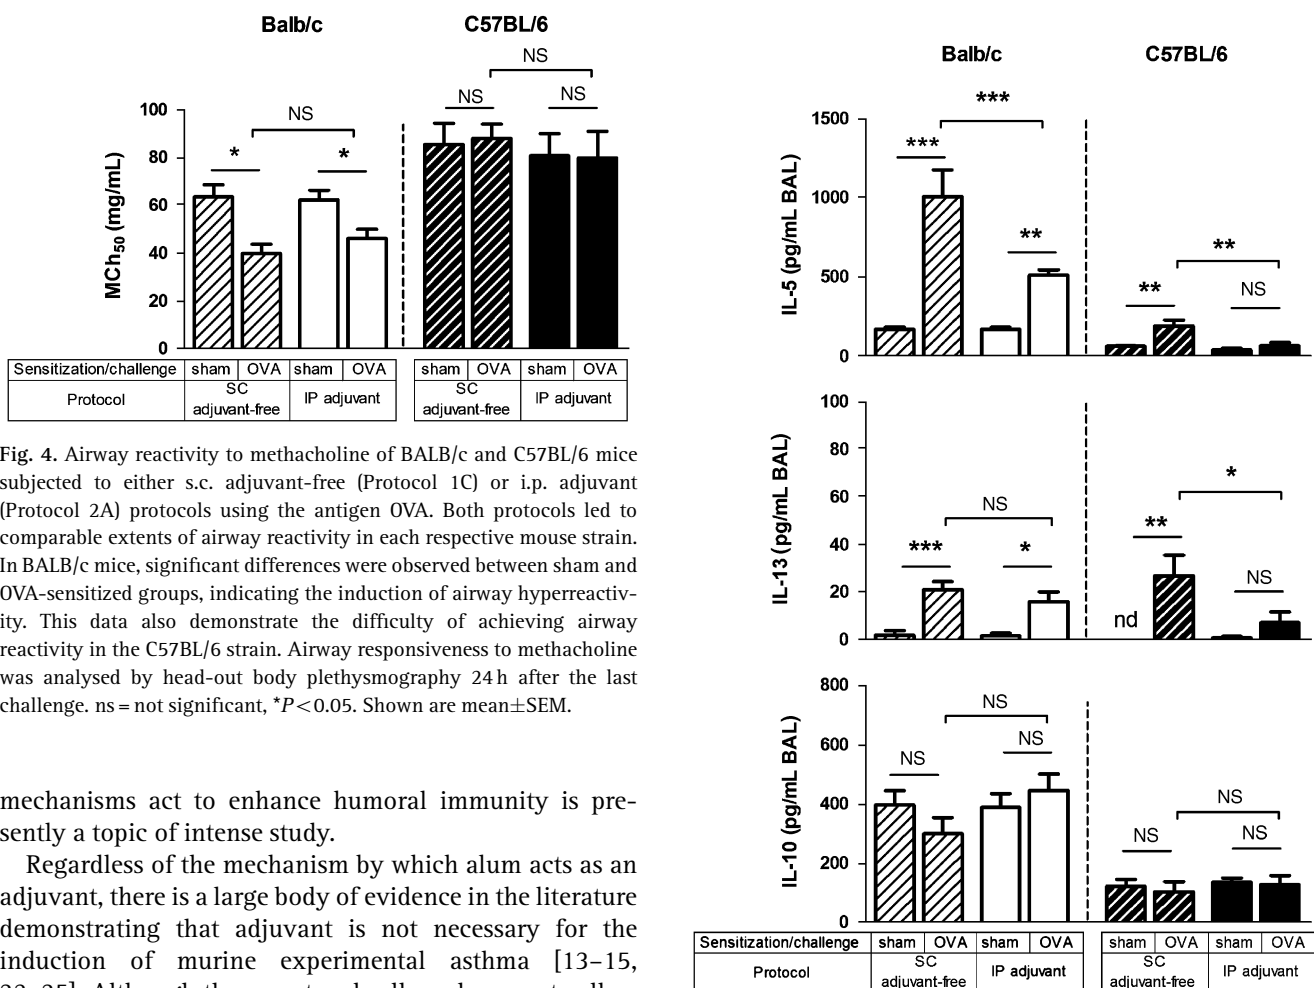 Balb/c C57BL/6
NS
NS NS NS
* *
100
80
60
40
20
0
MCh50 (mg/mL)
Sensitization/challenge sham OVA sham OVA sham OVA sham OVA
Protocol SC adjuvant-free IP adjuvant SC adjuvant-free IP adjuvant
Fig. 4. Airway reactivity to methacholine of BALB/c and C57BL/6 mice
subjected to either s.c. adjuvant-free (Protocol 1C) or i.p. adjuvant
(Protocol 2A) protocols using the antigen OVA. Both protocols led to
comparable extents of airway reactivity in each respective mouse strain.
In BALB/c mice, significant differences were observed between sham and
OVA-sensitized groups, indicating the induction of airway hyperreactiv-
ity. This data also demonstrate the difficulty of achieving airway
reactivity in the C57BL/6 strain. Airway responsiveness to methacholine
was analysed by head-out body plethysmography 24 h after the last
challenge. ns = not significant, *P<0.05. Shown are mean±SEM.
mechanisms act to enhance humoral immunity is pre-
sently a topic of intense study.
Regardless of the mechanism by which alum acts as an
adjuvant, there is a large body of evidence in the literature
demonstrating that adjuvant is not necessary for the
induction of murine experimental asthma [13–15,
Balb/c C57BL/6
***
*** ** ** ** NS
1500
1000
500
0
IL-5 (pg/mL BAL)
100
80
60
40
20
0
IL-13 (pg/mL BAL)
NS *
*** * ** NS
nd
800
600
400
200
0
IL-10 (pg/mL BAL)
NS
NS NS NS
NS NS
Sensitization/challenge sham OVA sham OVA sham OVA sham OVA
Protocol SC adjuvant-free IP adjuvant SC adjuvant-free IP adjuvant